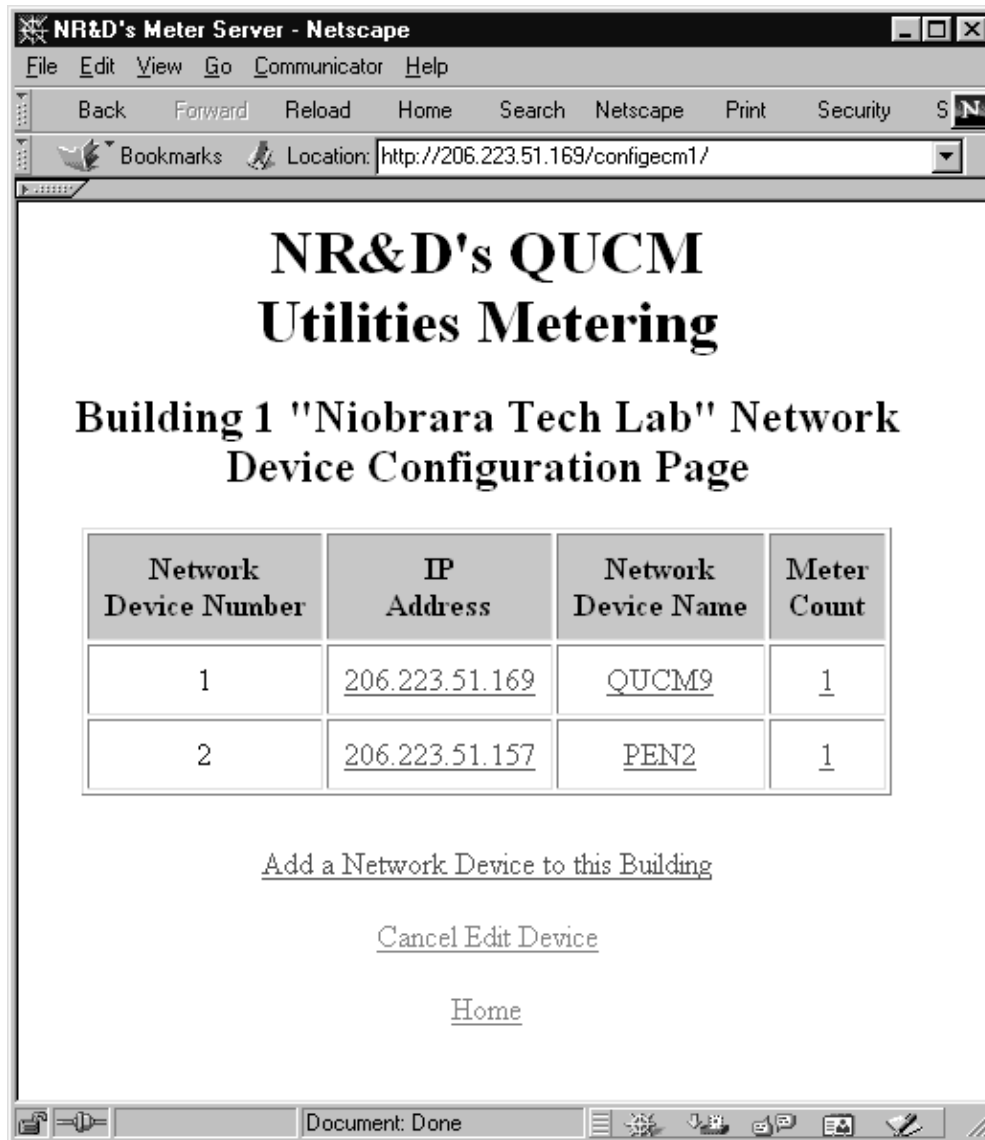 NR&D's Meter Server - Netscape
File Edit View Go Communicator Help
Back Forward Reload Home Search Netscape Print Security S N
Bookmarks Location: http://206.223.51.169/configecm1/
NR&D's QUCM
Utilities Metering
Building 1 "Niobrara Tech Lab" Network
Device Configuration Page
Network Device Number IP Address Network Device Name Meter Count
1 206.223.51.169 QUCM9 1
2 206.223.51.157 PEN2 1
Add a Network Device to this Building
Cancel Edit Device
Home
Document: Done